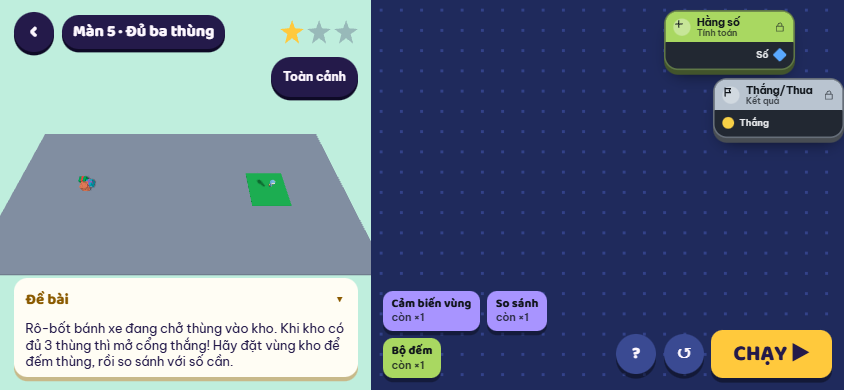 Màn 5 · Đủ ba thùng
Toàn cảnh
Đề bài
Rô-bốt bánh xe đang chở thùng vào kho. Khi kho có
đủ 3 thùng thì mở cổng thắng! Hãy đặt vùng kho để
đếm thùng, rồi so sánh với số cần.
Hằng số
Tính toán
Số
Thắng/Thua
Kết quả
Thắng
Cảm biến vùng
còn ×1
So sánh
còn ×1
Bộ đếm
còn ×1
?
CHẠY